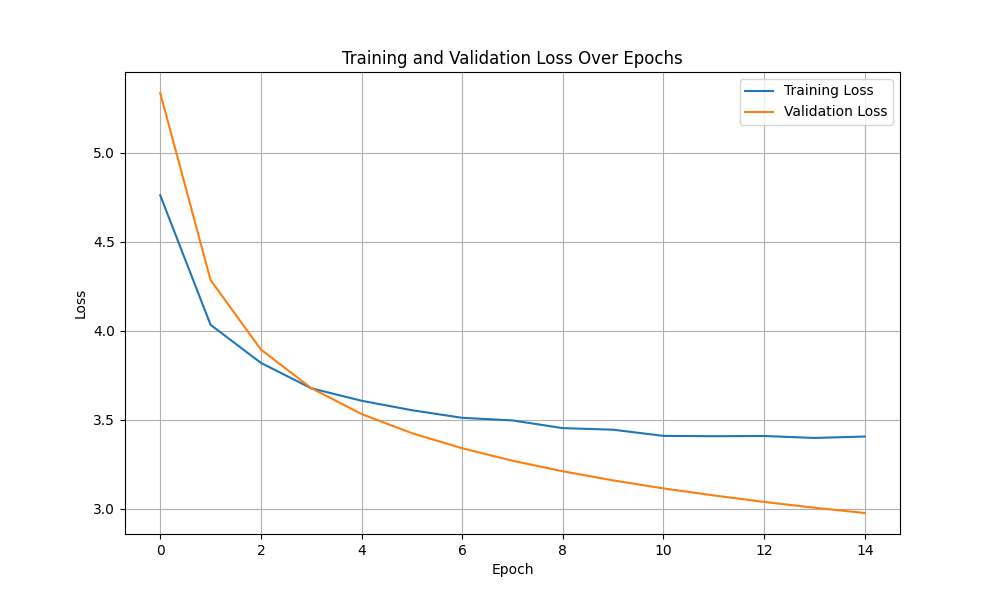 Training and Validation Loss Over Epochs
Training Loss
Validation Loss
5.0
4.5
4.0
3.5
3.0
Loss
0 2 4 6 8 10 12 14
Epoch